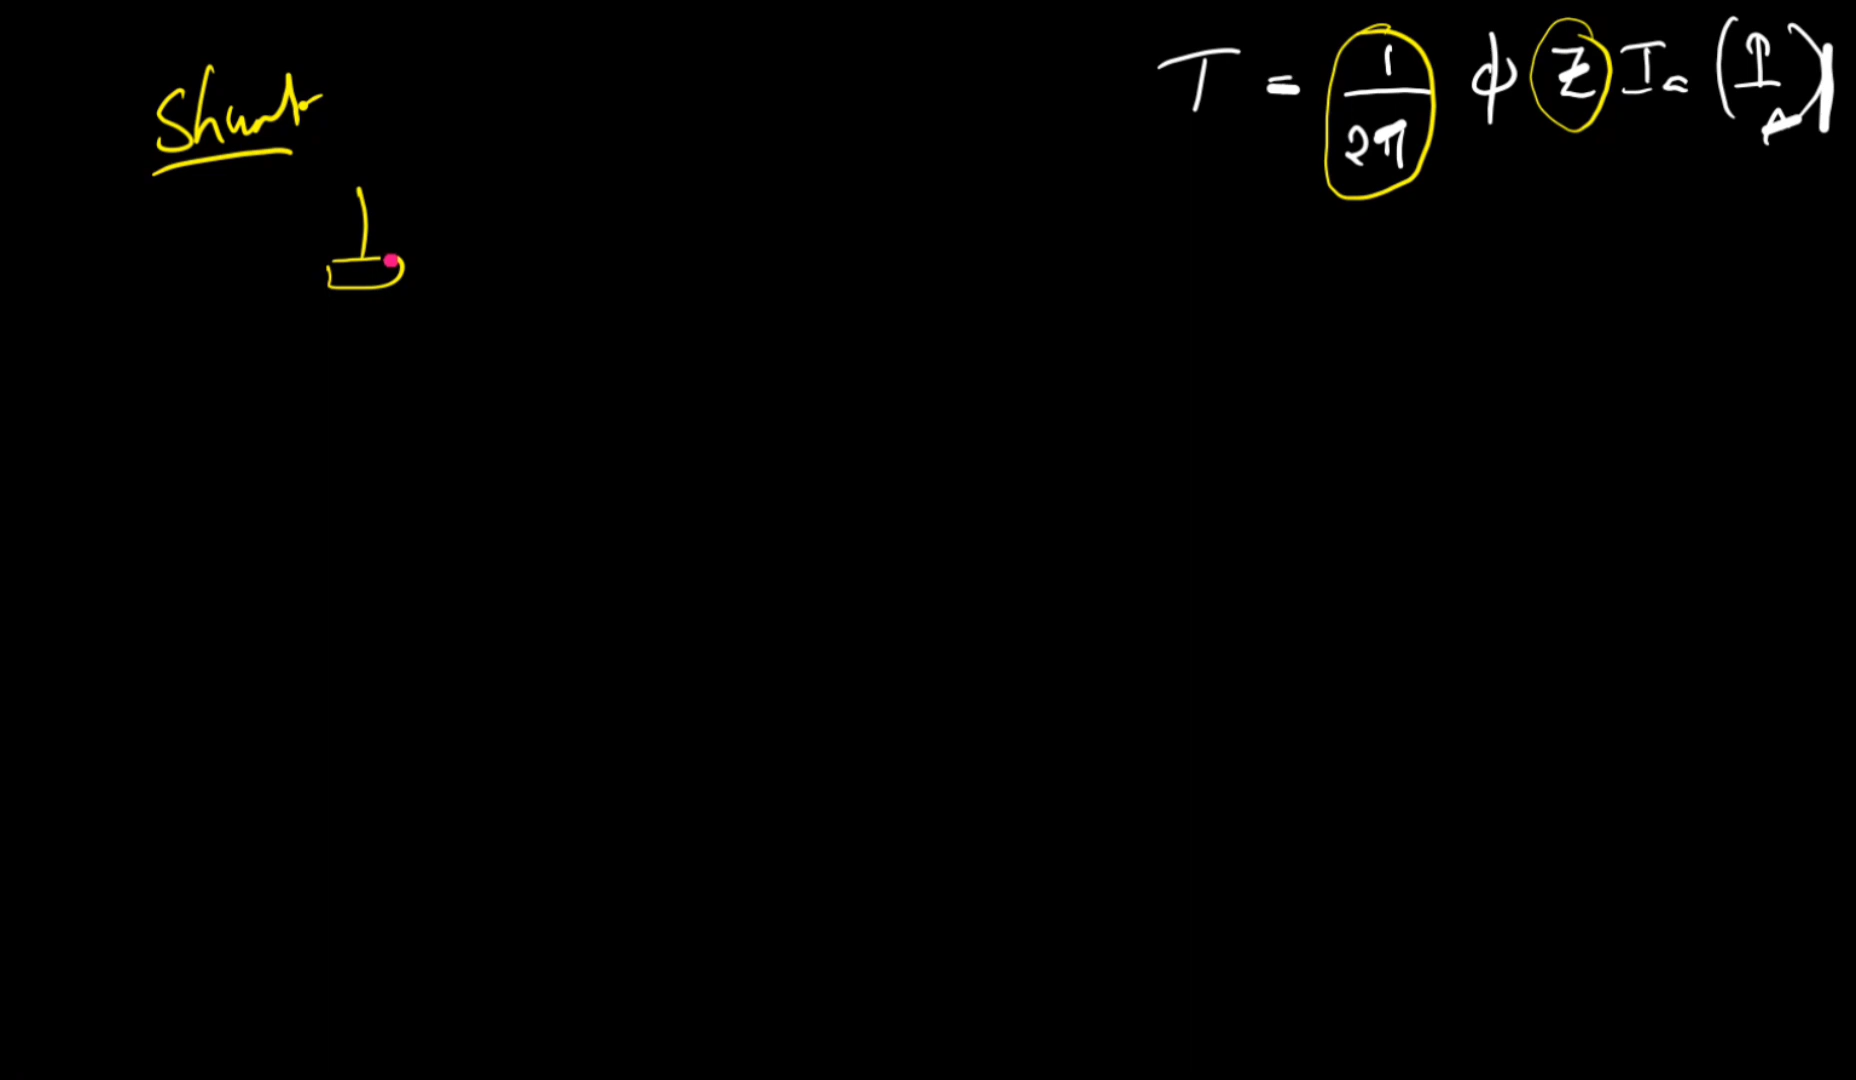 Shunt
T = 1/2π φ Z Ia (P/A)